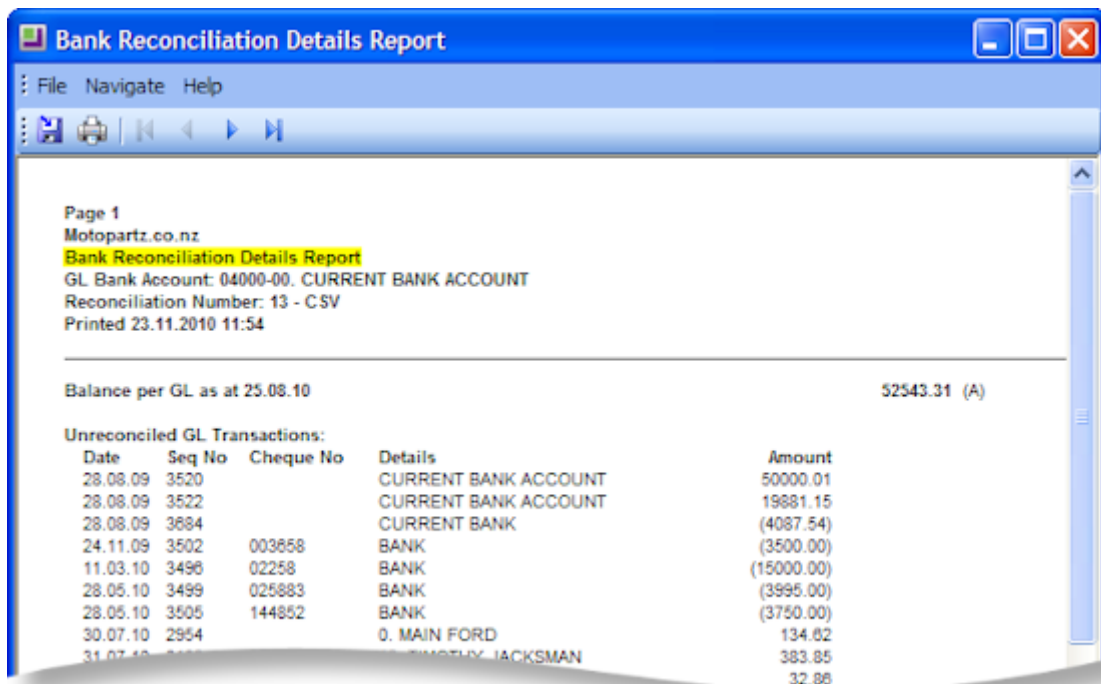 Bank Reconciliation Details Report
File Navigate Help
Page 1
Motopartz.co.nz
Bank Reconciliation Details Report
GL Bank Account: 04000-00. CURRENT BANK ACCOUNT
Reconciliation Number: 13 - CSV
Printed 23.11.2010 11:54
Balance per GL as at 25.08.10 52543.31 (A)
Unreconciled GL Transactions:
Date Seq No Cheque No Details Amount
28.08.09 3520 CURRENT BANK ACCOUNT 50000.01
28.08.09 3522 CURRENT BANK ACCOUNT 19881.15
28.08.09 3684 CURRENT BANK (4087.54)
24.11.09 3502 003658 BANK (3500.00)
11.03.10 3496 02258 BANK (15000.00)
28.05.10 3499 025883 BANK (3995.00)
28.05.10 3505 144852 BANK (3750.00)
30.07.10 2954 0. MAIN FORD 134.62
31.07.10 TIMOTHY JACKSMAN 383.85
32.86